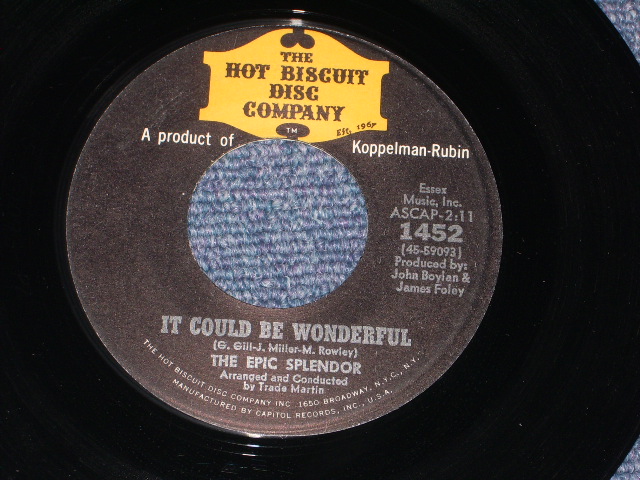 THE
HOT BISCUIT
DISC
COMPANY
EST. 1967
TM
A product of Koppelman-Rubin
Essex
Music, Inc.
ASCAP-2:11
1452
(45-59093)
Produced by:
John Boylan &
James Foley
IT COULD BE WONDERFUL
(G. Gill-J. Miller-M. Rowley)
THE EPIC SPLENDOR
Arranged and Conducted
by Trade Martin
THE HOT BISCUIT DISC COMPANY INC. 1650 BROADWAY, N.Y.C., N.Y.
MANUFACTURED BY CAPITOL RECORDS, INC., U.S.A.